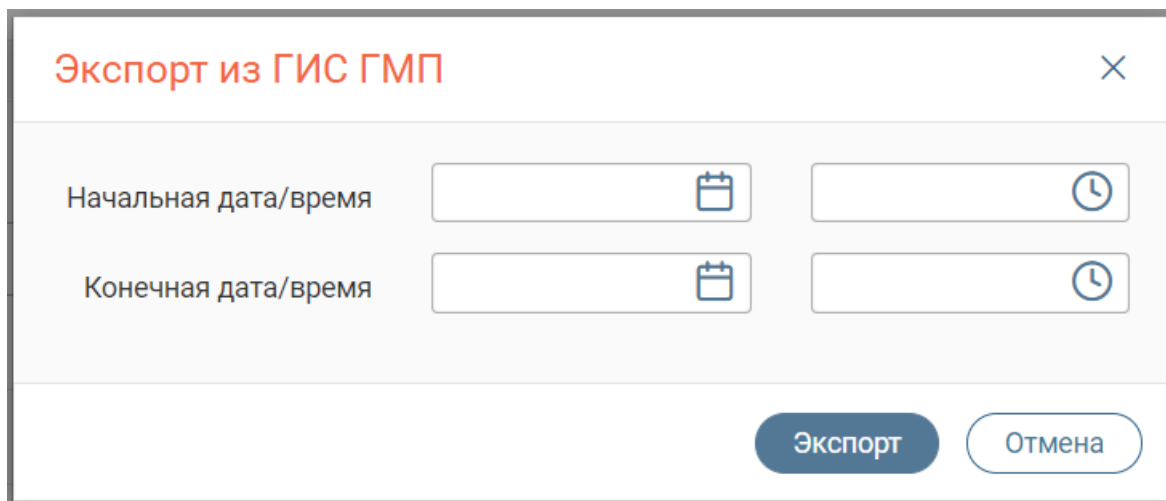 Экспорт из ГИС ГМП
Начальная дата/время
Конечная дата/время
Экспорт Отмена